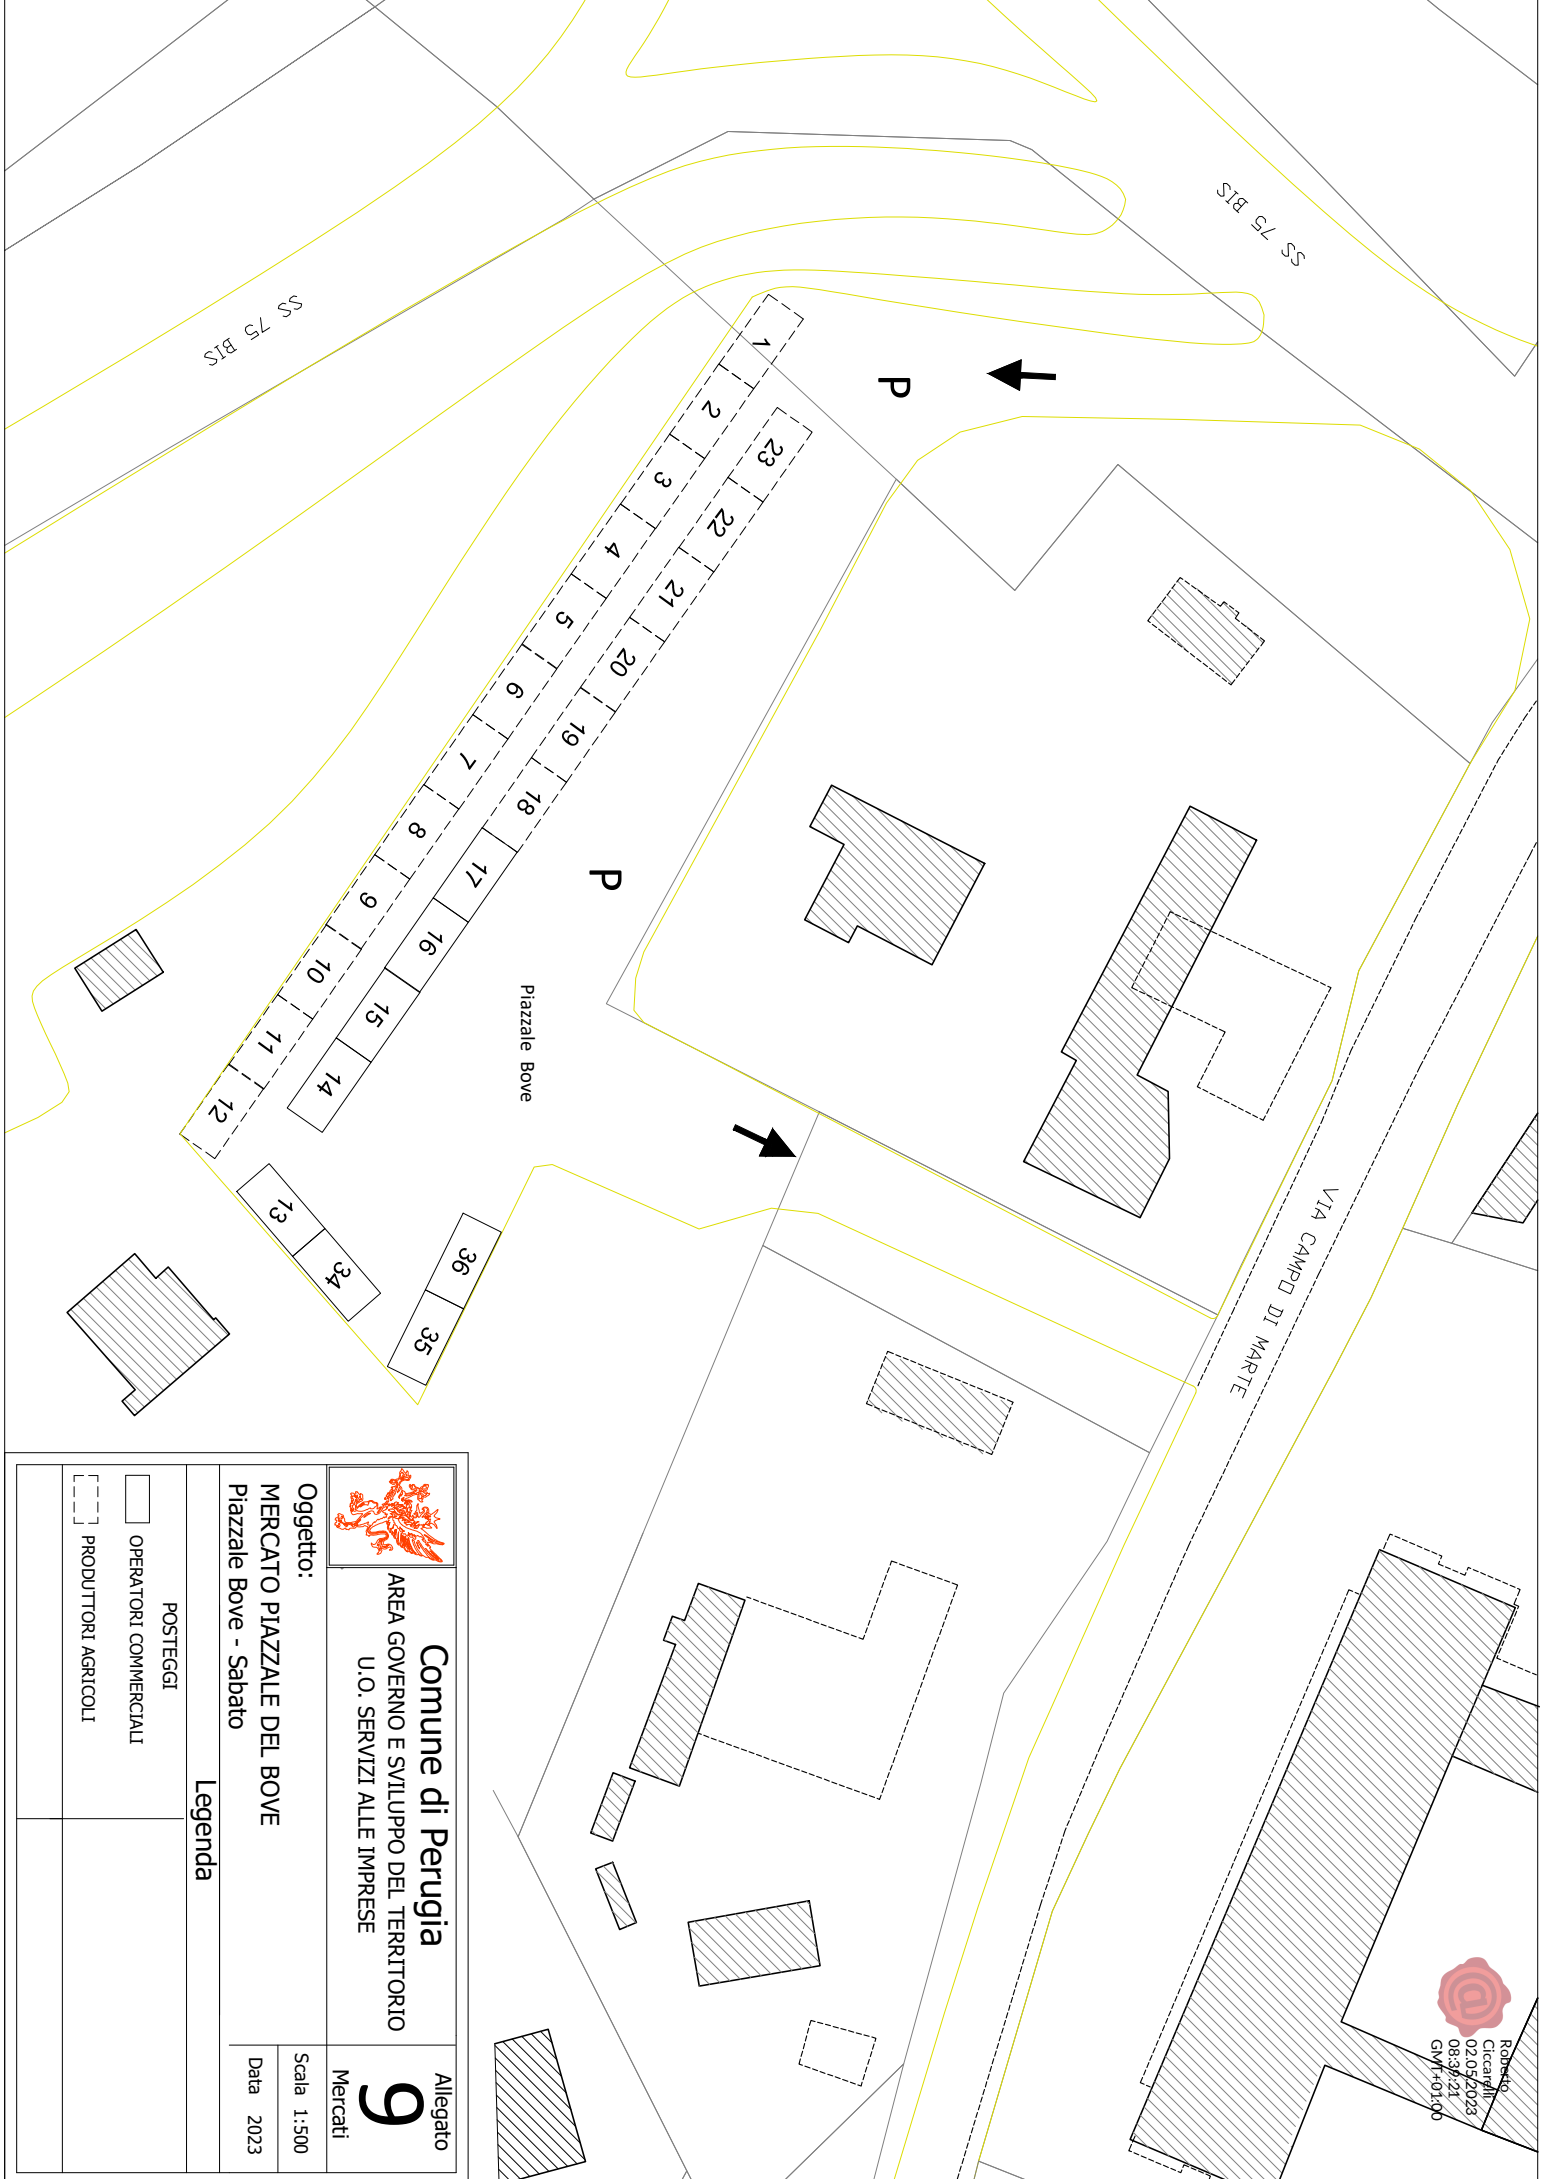 SS 75 BIS
SS 75 BIS
P
P
1
2
3
4
5
6
7
8
9
10
11
12
23
22
21
20
19
18
17
16
15
14
13
34
36
35
Piazzale Bove
VIA CAMPO DI MARTE
Comune di Perugia
AREA GOVERNO E SVILUPPO DEL TERRITORIO
U.O. SERVIZI ALLE IMPRESE
Allegato
9
Mercati
Oggetto:
MERCATO PIAZZALE DEL BOVE
Piazzale Bove - Sabato
Scala 1:500
Data 2023
Legenda
POSTEGGI
OPERATORI COMMERCIALI
PRODUTTORI AGRICOLI
Roberto
Ciccarelli
02.05.2023
08:39:21
GMT+01:00